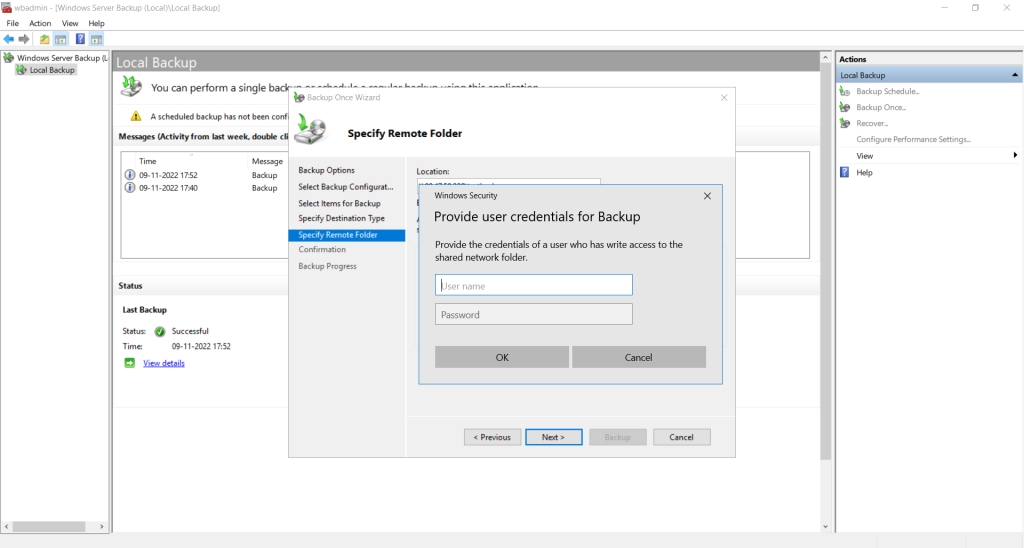 wbadmin - [Windows Server Backup (Local)\Local Backup]
File Action View Help
Windows Server Backup (L
Local Backup
Local Backup
You can perform a single backup or schedule a regular backup using this application
A scheduled backup has not been conf
Messages (Activity from last week, double cli
Time Message
09-11-2022 17:52 Backup
09-11-2022 17:40 Backup
Status
Last Backup
Status: Successful
Time: 09-11-2022 17:52
View details
Backup Once Wizard
Specify Remote Folder
Backup Options
Select Backup Configurat...
Select Items for Backup
Specify Destination Type
Specify Remote Folder
Confirmation
Backup Progress
Location:
Windows Security
Provide user credentials for Backup
Provide the credentials of a user who has write access to the
shared network folder.
User name
Password
OK Cancel
< Previous Next > Backup Cancel
Actions
Local Backup
Backup Schedule...
Backup Once...
Recover...
Configure Performance Settings...
View
Help